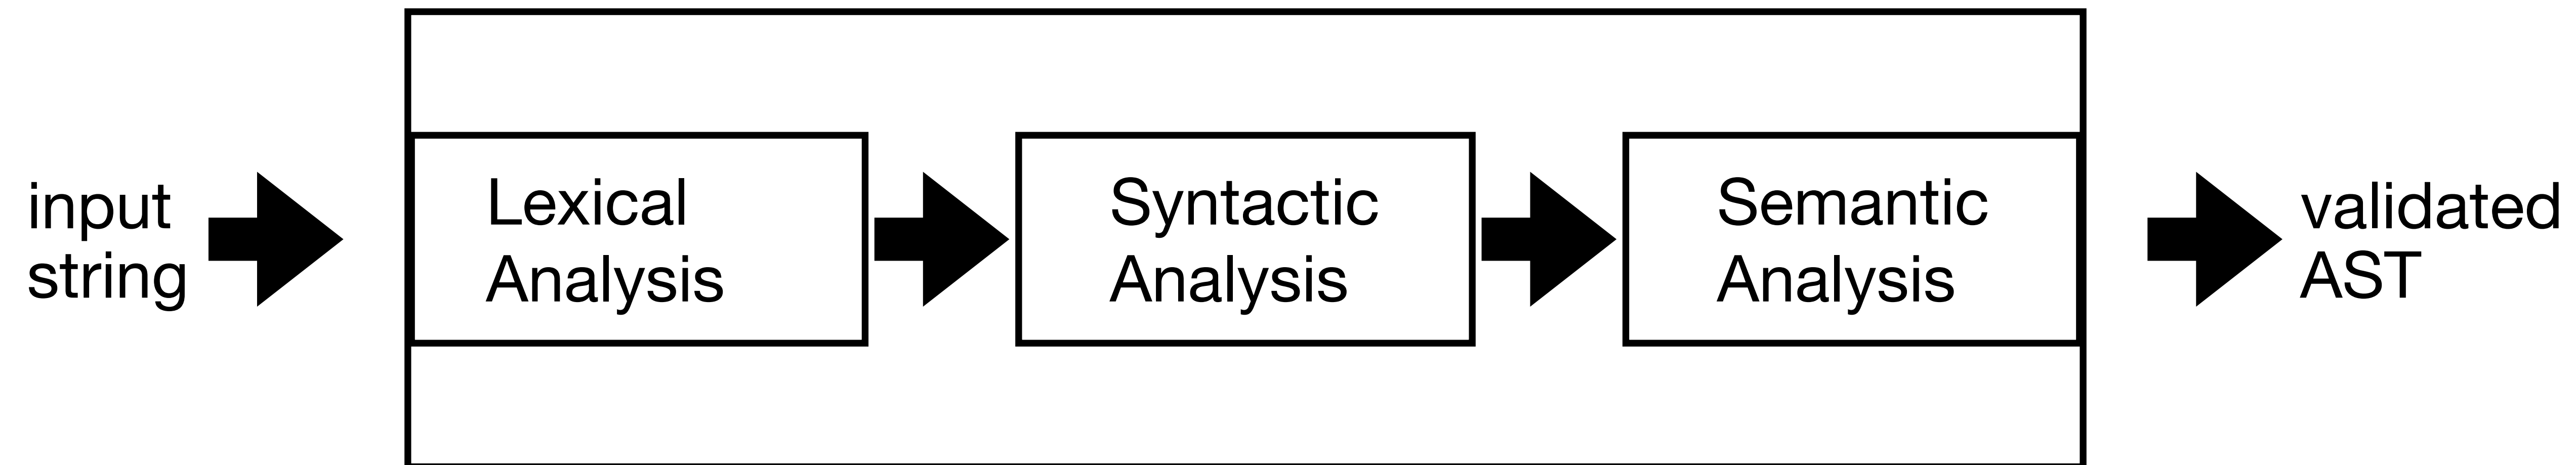 input
string
Lexical
Analysis
Syntactic
Analysis
Semantic
Analysis
validated
AST